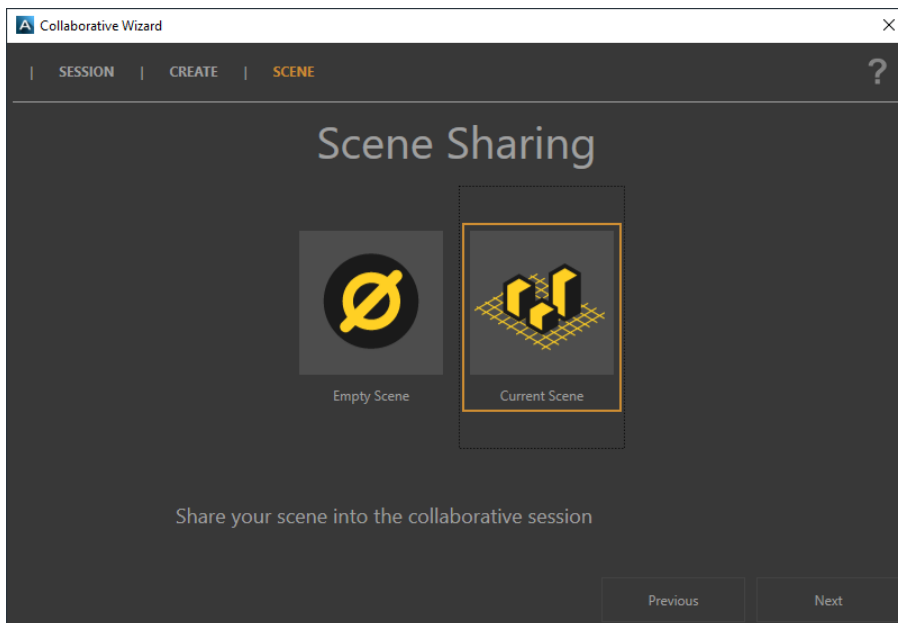 Collaborative Wizard
| SESSION | CREATE | SCENE
?
Scene Sharing
Empty Scene
Current Scene
Share your scene into the collaborative session
Previous
Next